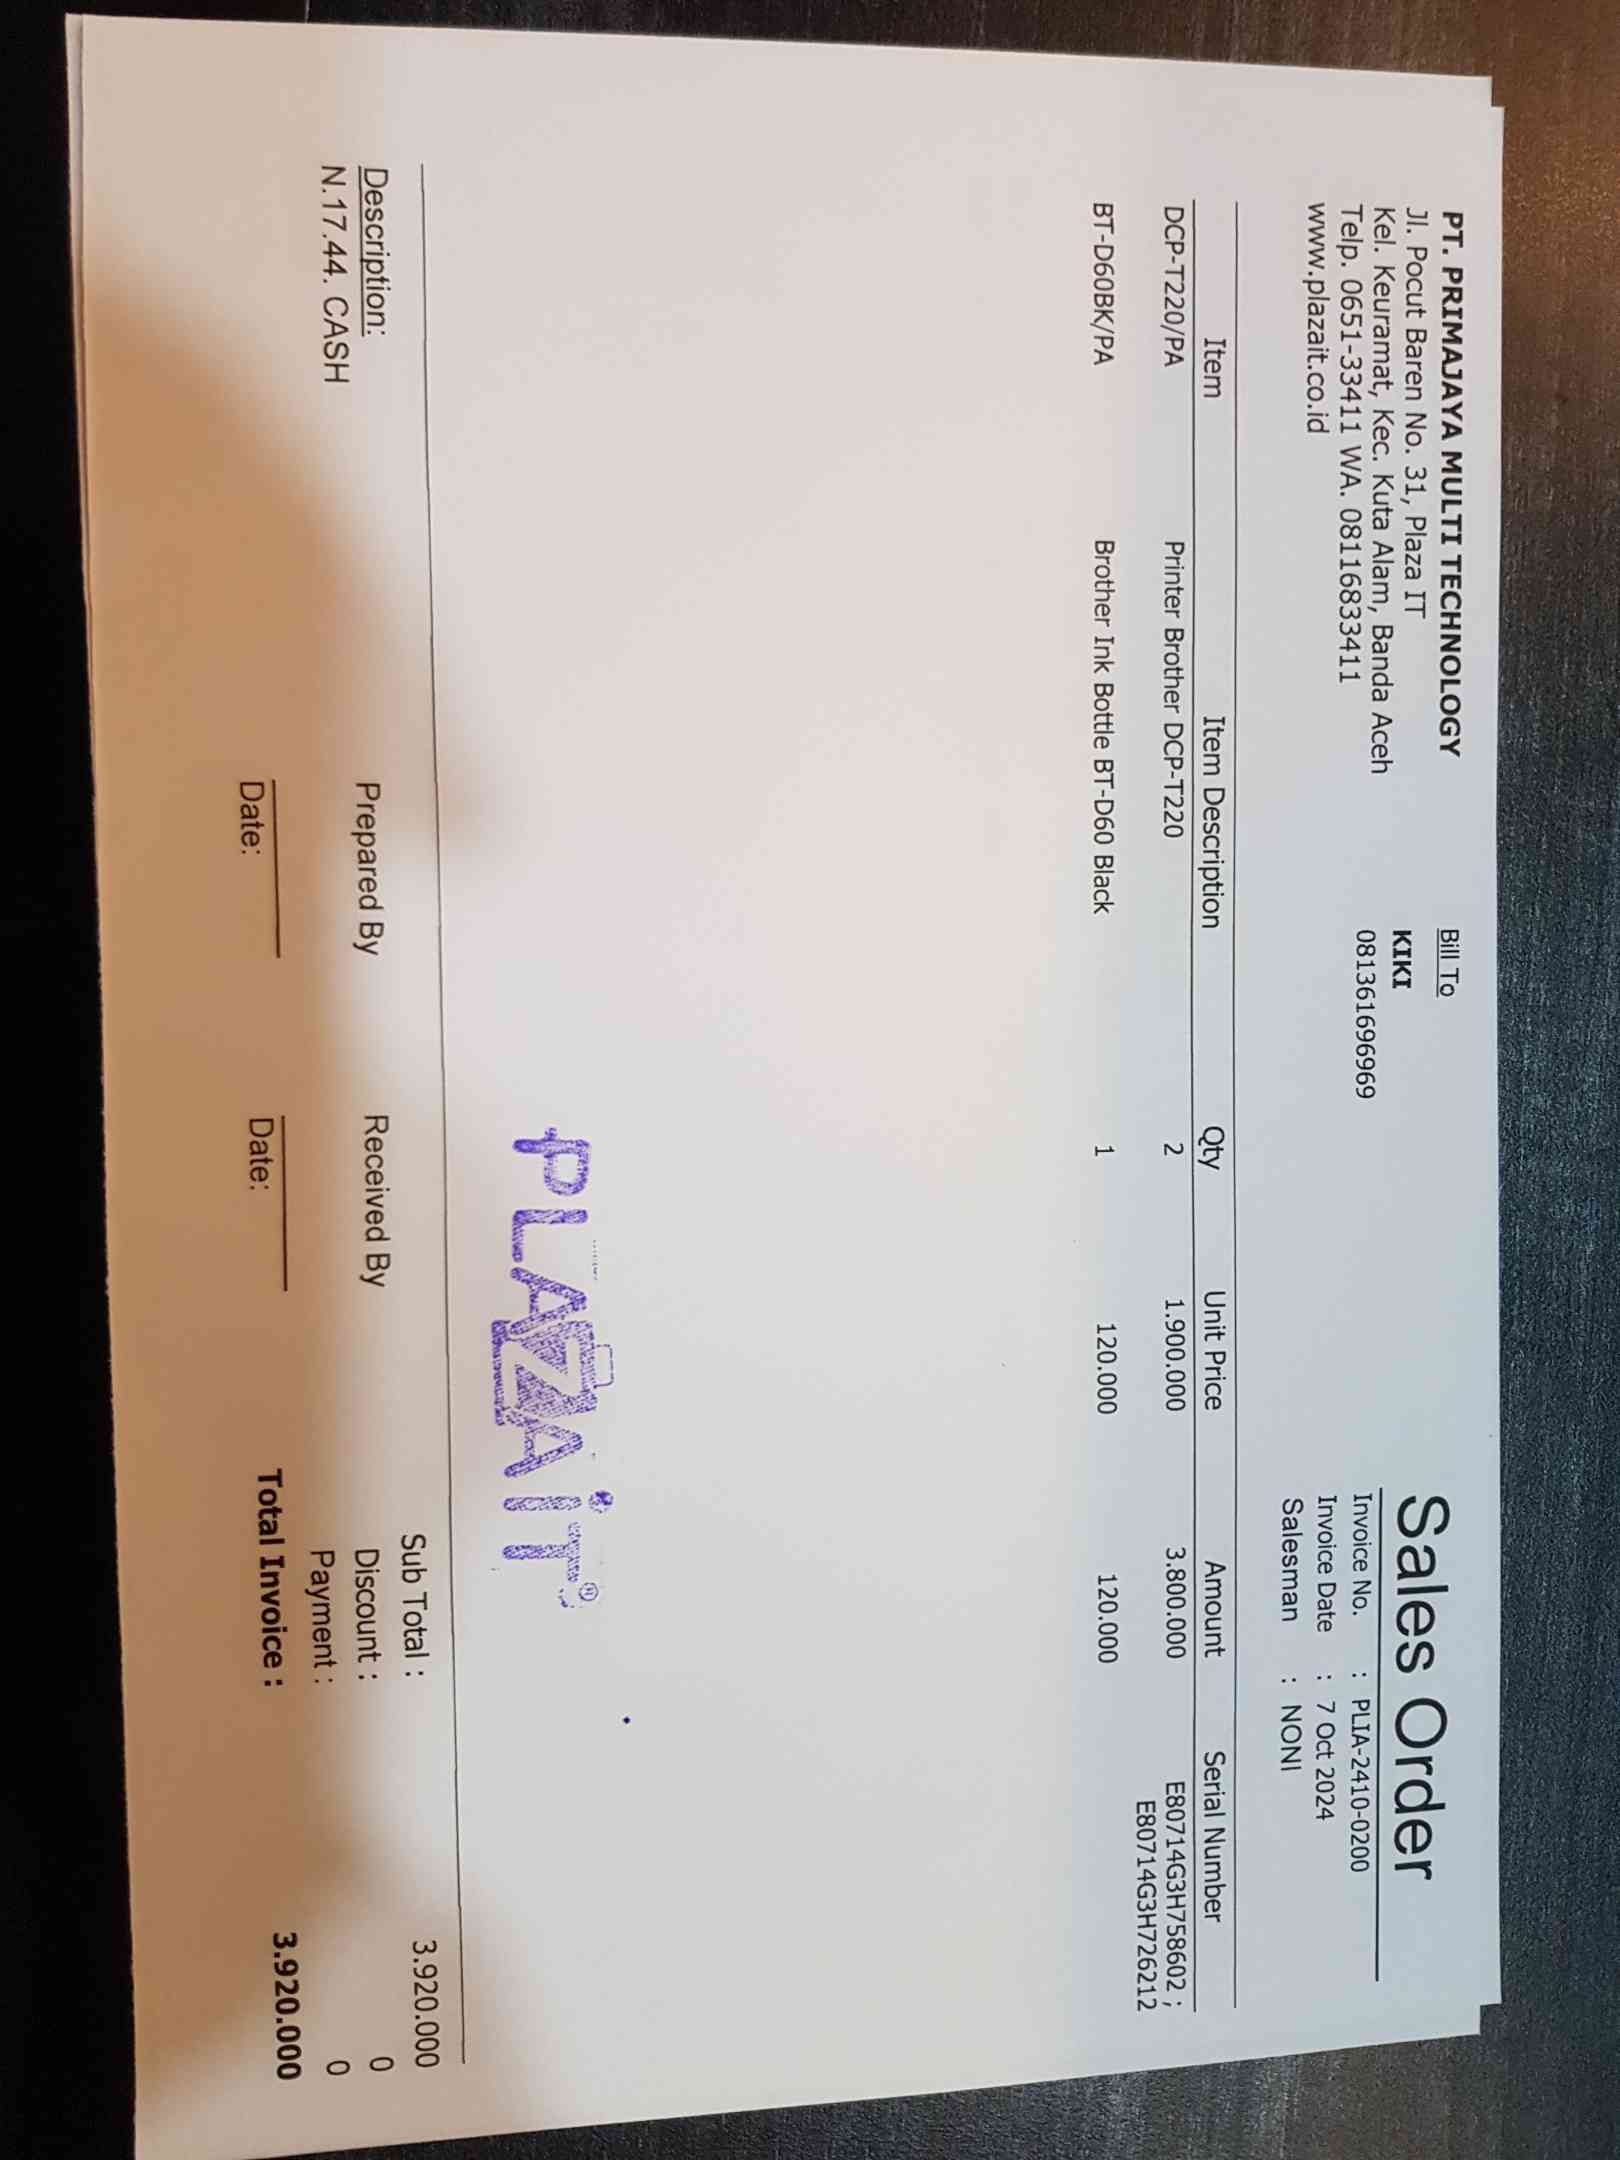 PT. PRIMAJAYA MULTI TECHNOLOGY
Jl. Pocut Baren No. 31, Plaza IT
Kel. Keuramat, Kec. Kuta Alam, Banda Aceh
Telp. 0651-33411 WA. 08116833411
www.plazait.co.id
Bill To
KIKI
081361696969
Sales Order
Invoice No. : PLIA-2410-0200
Invoice Date : 7 Oct 2024
Salesman : NONI
Item Item Description Qty Unit Price Amount Serial Number
DCP-T220/PA Printer Brother DCP-T220 2 1.900.000 3.800.000 E80714G3H758602 ;
E80714G3H726212
BT-D60BK/PA Brother Ink Bottle BT-D60 Black 1 120.000 120.000
PLAZAiT®
Description:
N.17.44. CASH
Prepared By
Date:
Received By
Date:
Sub Total : 3.920.000
Discount : 0
Payment : 0
Total Invoice : 3.920.000